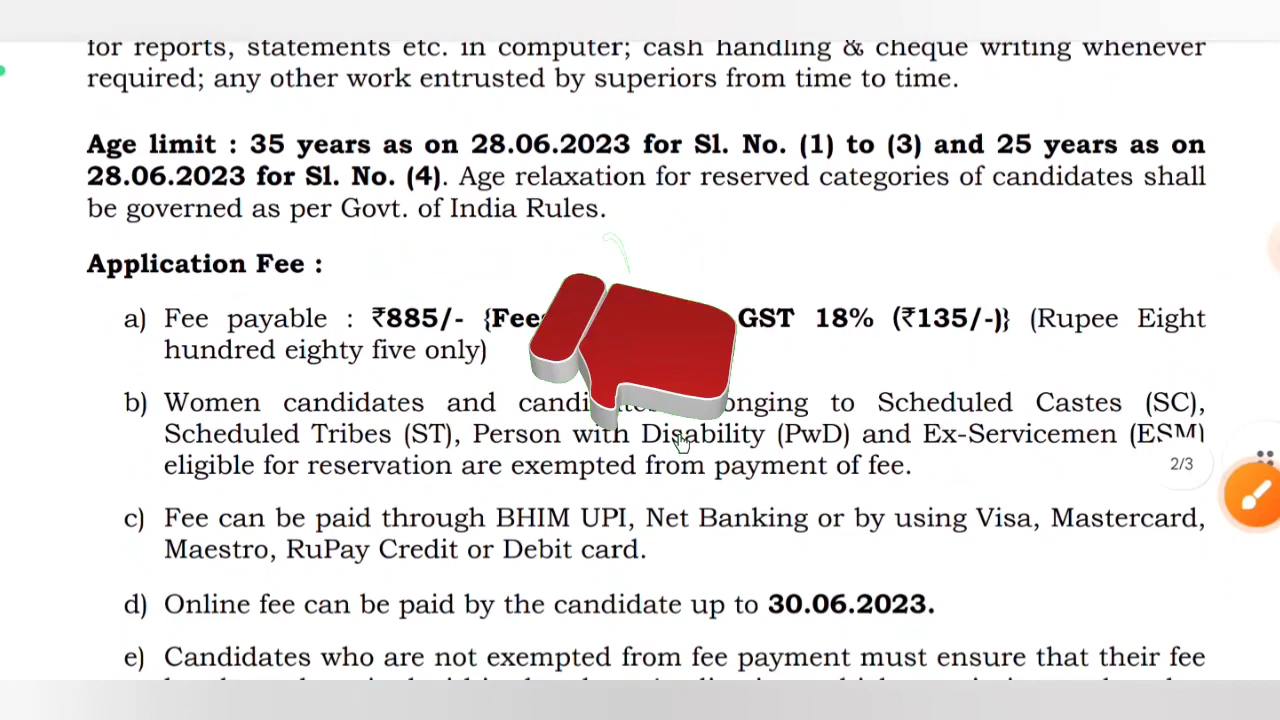 for reports, statements etc. in computer; cash handling & cheque writing whenever
required; any other work entrusted by superiors from time to time.
Age limit : 35 years as on 28.06.2023 for Sl. No. (1) to (3) and 25 years as on
28.06.2023 for Sl. No. (4). Age relaxation for reserved categories of candidates shall
be governed as per Govt. of India Rules.
Application Fee :
a) Fee payable : ₹885/- {Fee GST 18% (₹135/-)} (Rupee Eight
hundred eighty five only)
b) Women candidates and to Scheduled Castes (SC),
Scheduled Tribes (ST), Person with Disability (PwD) and Ex-Servicemen (ESM)
eligible for reservation are exempted from payment of fee.
2/3
c) Fee can be paid through BHIM UPI, Net Banking or by using Visa, Mastercard,
Maestro, RuPay Credit or Debit card.
d) Online fee can be paid by the candidate up to 30.06.2023.
e) Candidates who are not exempted from fee payment must ensure that their fee